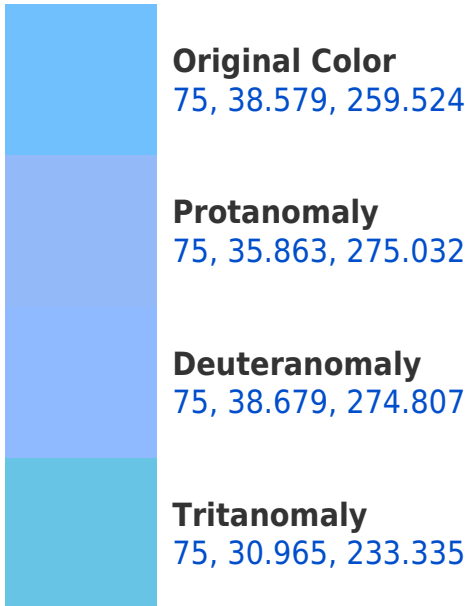 Original Color
75, 38.579, 259.524
Protanomaly
75, 35.863, 275.032
Deuteranomaly
75, 38.679, 274.807
Tritanomaly
75, 30.965, 233.335